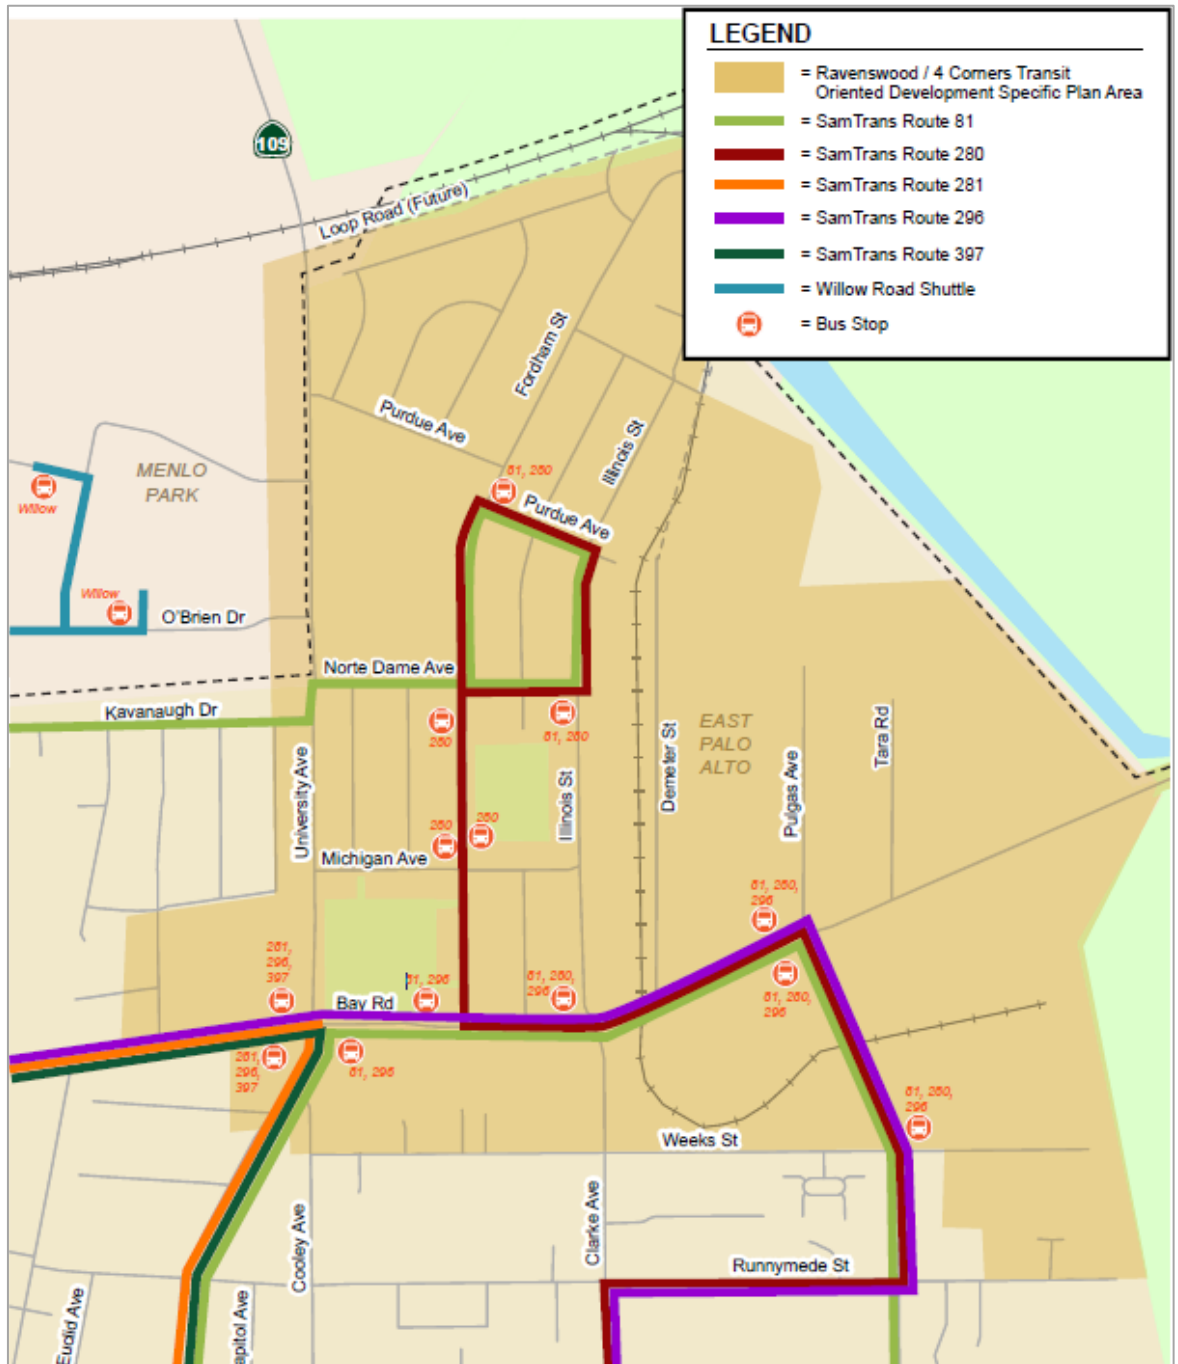 LEGEND
= Ravenswood / 4 Corners Transit
Oriented Development Specific Plan Area
= SamTrans Route 81
= SamTrans Route 280
= SamTrans Route 281
= SamTrans Route 296
= SamTrans Route 397
= Willow Road Shuttle
= Bus Stop
109
Loop Road (Future)
Fordham St
Purdue Ave
Illinois St
MENLO
PARK
81, 280
Purdue Ave
Willow
Willow
O'Brien Dr
Norte Dame Ave
Kavanaugh Dr
280
81, 280
EAST
PALO
ALTO
Demeter St
Tara Rd
Pulgas Ave
University Ave
Illinois St
280
280
Michigan Ave
81, 280,
296
281,
296,
397
81, 296
81, 280,
296
Bay Rd
81, 280,
296
281,
296,
397
81, 296
81, 280,
296
Weeks St
Cooley Ave
Clarke Ave
Runnymede St
Euclid Ave
apitol Ave